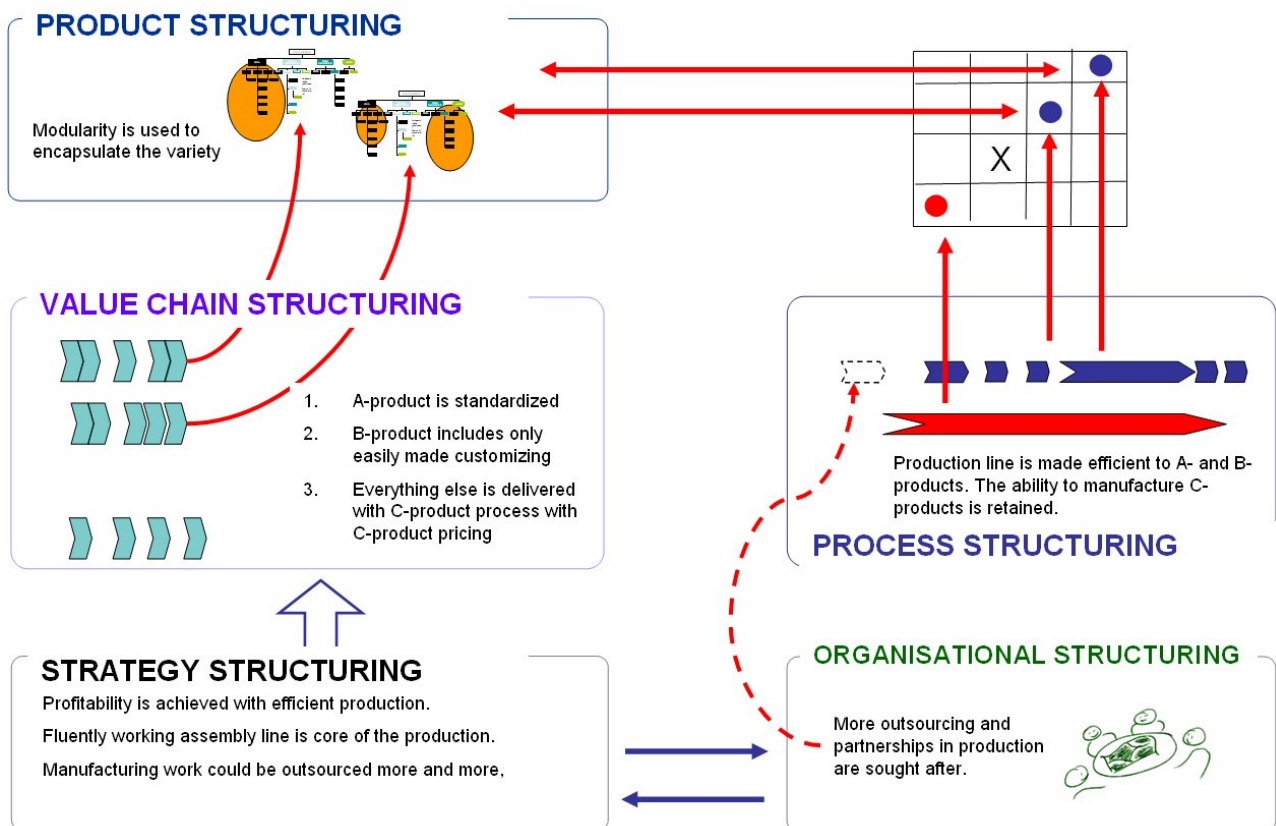 PRODUCT STRUCTURING
Modularity is used to
encapsulate the variety
X
VALUE CHAIN STRUCTURING
1. A-product is standardized
2. B-product includes only
easily made customizing
3. Everything else is delivered
with C-product process with
C-product pricing
Production line is made efficient to A- and B-
products. The ability to manufacture C-
products is retained.
PROCESS STRUCTURING
STRATEGY STRUCTURING
Profitability is achieved with efficient production.
Fluently working assembly line is core of the production.
Manufacturing work could be outsourced more and more,
ORGANISATIONAL STRUCTURING
More outsourcing and
partnerships in production
are sought after.